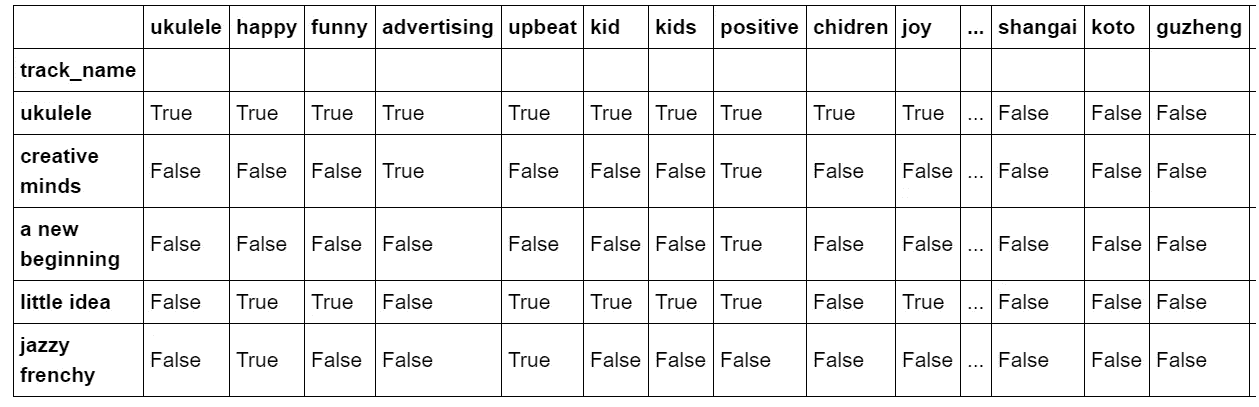 ukulele happy funny advertising upbeat kid kids positive chidren joy ... shangai koto guzheng
track_name
ukulele True True True True True True True True True True ... False False False
creative
minds False False False True False False False True False False ... False False False
a new
beginning False False False False False False False True False False ... False False False
little idea False True True False True True True True False True ... False False False
jazzy
frenchy False True False False True False False False False False ... False False False